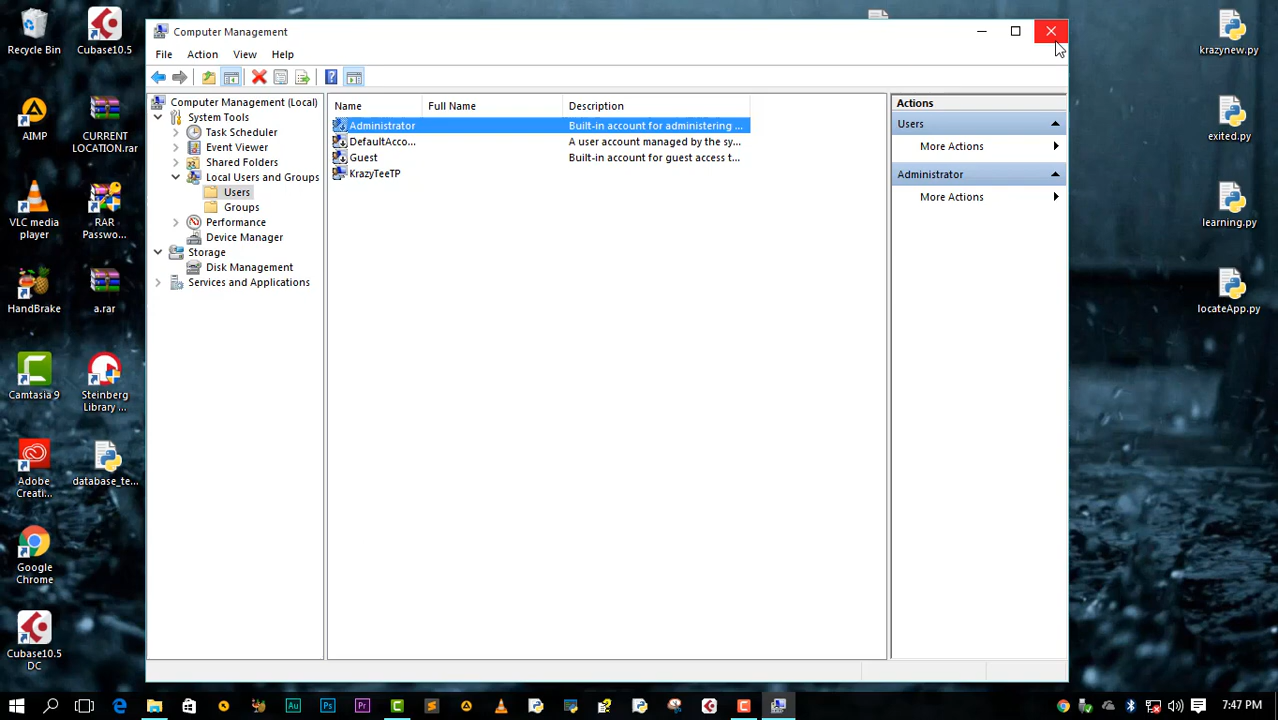 Recycle Bin
Cubase10.5
AIMP
CURRENT
LOCATION.rar
VLC media
player
RAR
Passwo...
HandBrake
a.rar
Camtasia 9
Steinberg
Library ...
Adobe
Creati...
database_te...
Google
Chrome
Cubase10.5
DC
Computer Management
File
Action
View
Help
Computer Management (Local)
System Tools
Task Scheduler
Event Viewer
Shared Folders
Local Users and Groups
Users
Groups
Performance
Device Manager
Storage
Disk Management
Services and Applications
Name
Full Name
Description
Administrator
Built-in account for administering ...
DefaultAcco...
A user account managed by the sy...
Guest
Built-in account for guest access t...
KrazyTeeTP
Actions
Users
More Actions
Administrator
More Actions
krazynew.py
exited.py
learning.py
locateApp.py
Au
Ps
Pr
7:47 PM